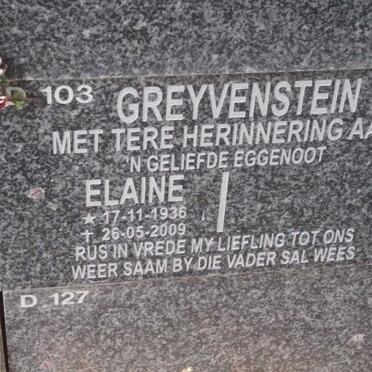 103 GREYVENSTEIN
MET TERE HERINNERING AA
'N GELIEFDE EGGENOOT
ELAINE
★ 17-11-1936
✝ 26-05-2009
RUS IN VREDE MY LIEFLING TOT ONS
WEER SAAM BY DIE VADER SAL WEES
D 127